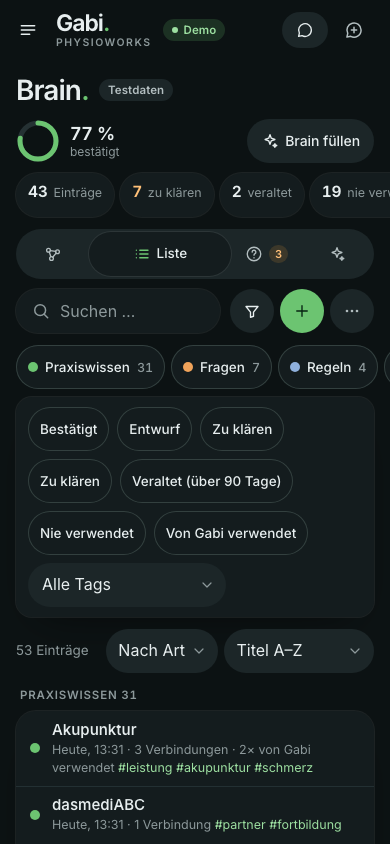 Gabi.
PHYSIOWORKS
Demo
Brain.
Testdaten
77 %
bestätigt
Brain füllen
43 Einträge
7 zu klären
2 veraltet
19 nie
Liste
3
Suchen ...
Praxiswissen 31
Fragen 7
Regeln 4
Bestätigt
Entwurf
Zu klären
Zu klären
Veraltet (über 90 Tage)
Nie verwendet
Von Gabi verwendet
Alle Tags
53 Einträge
Nach Art
Titel A–Z
PRAXISWISSEN 31
Akupunktur
Heute, 13:31 · 3 Verbindungen · 2× von Gabi
verwendet #leistung #akupunktur #schmerz
dasmediABC
Heute, 13:31 · 1 Verbindung #partner #fortbildung